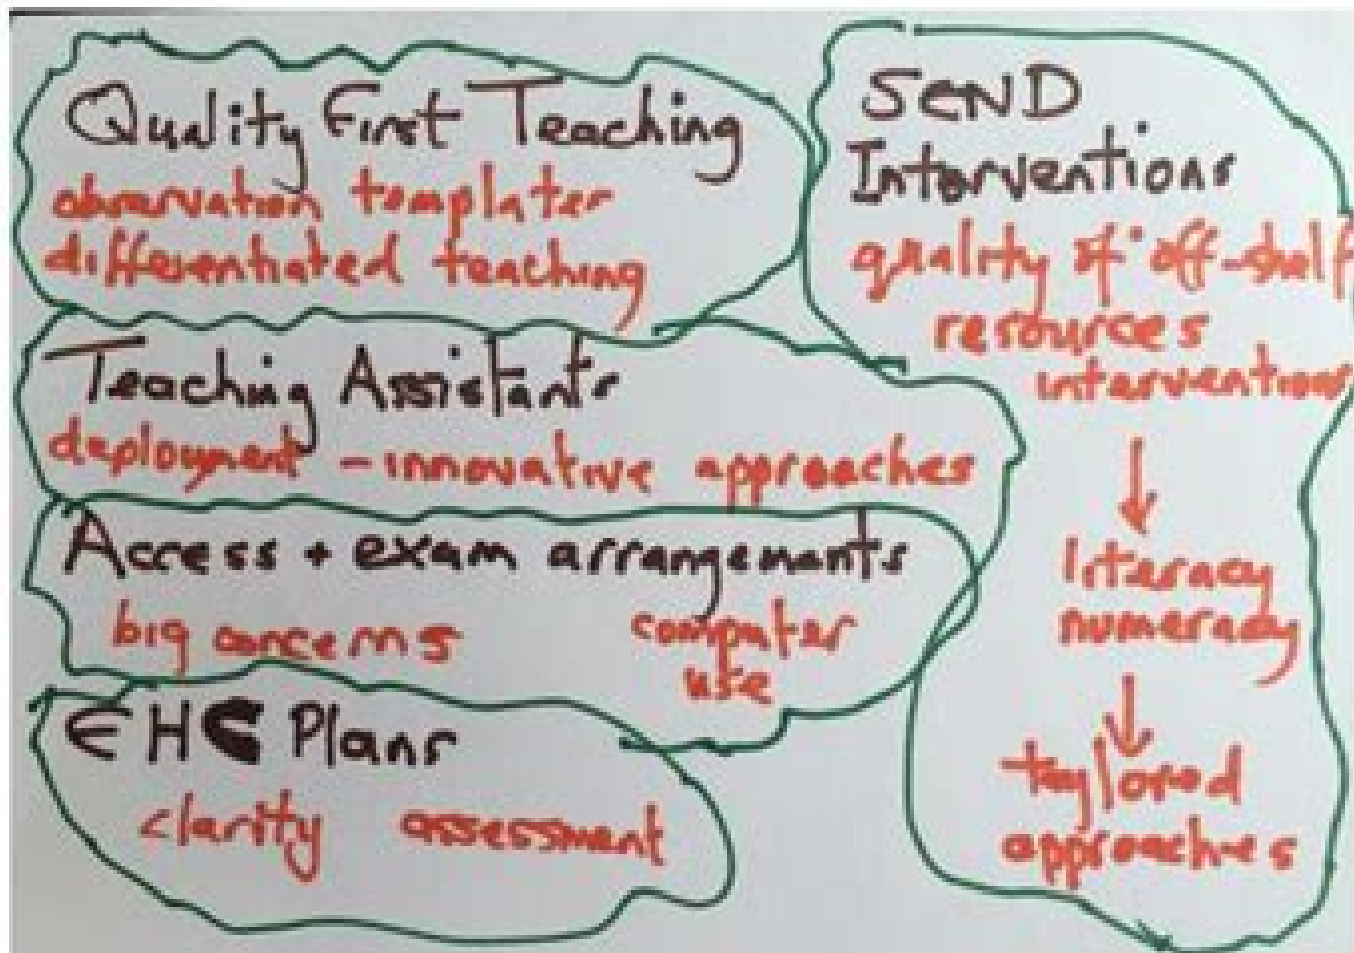 Quality First Teaching
observation templates
differentiated teaching
Teaching Assistants
deployment - innovative approaches
Access + exam arrangements
big concerns computer
use
EHC Plans
clarity assessment
SEND
Interventions
quality of off-shelf
resources
interventions
↓
literacy
numeracy
↓
taylored
approaches